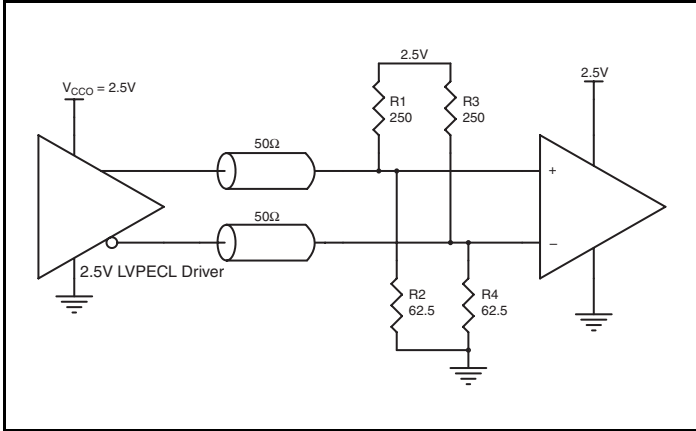 2.5V
V_CCO = 2.5V
2.5V
R1
250
R3
250
50Ω
+
50Ω
–
2.5V LVPECL Driver
R2
62.5
R4
62.5